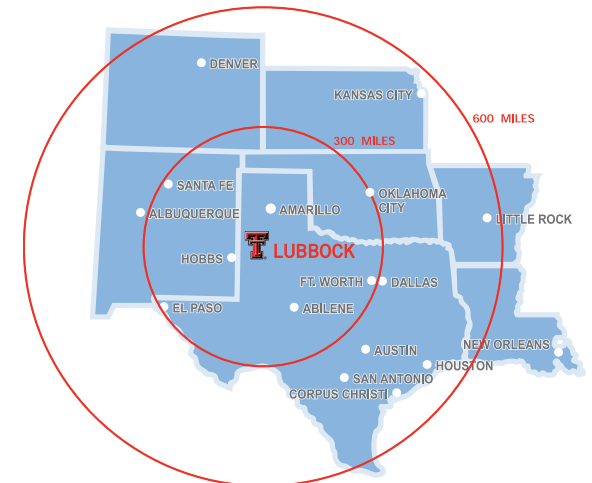 DENVER
KANSAS CITY
600 MILES
300 MILES
SANTA FE
OKLAHOMA
CITY
ALBUQUERQUE
AMARILLO
LITTLE ROCK
T
LUBBOCK
HOBBS
FT. WORTH
DALLAS
EL PASO
ABILENE
AUSTIN
NEW ORLEANS
HOUSTON
SAN ANTONIO
CORPUS CHRISTI